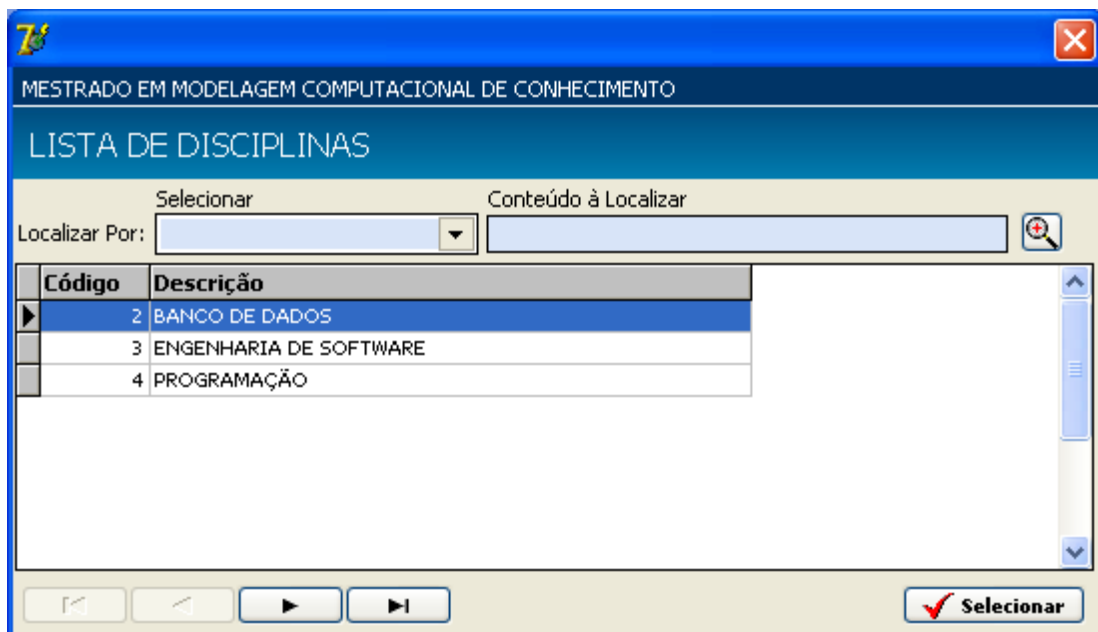 MESTRADO EM MODELAGEM COMPUTACIONAL DE CONHECIMENTO
LISTA DE DISCIPLINAS
Selecionar Conteúdo à Localizar
Localizar Por:
Código Descrição
2 BANCO DE DADOS
3 ENGENHARIA DE SOFTWARE
4 PROGRAMAÇÃO
Selecionar